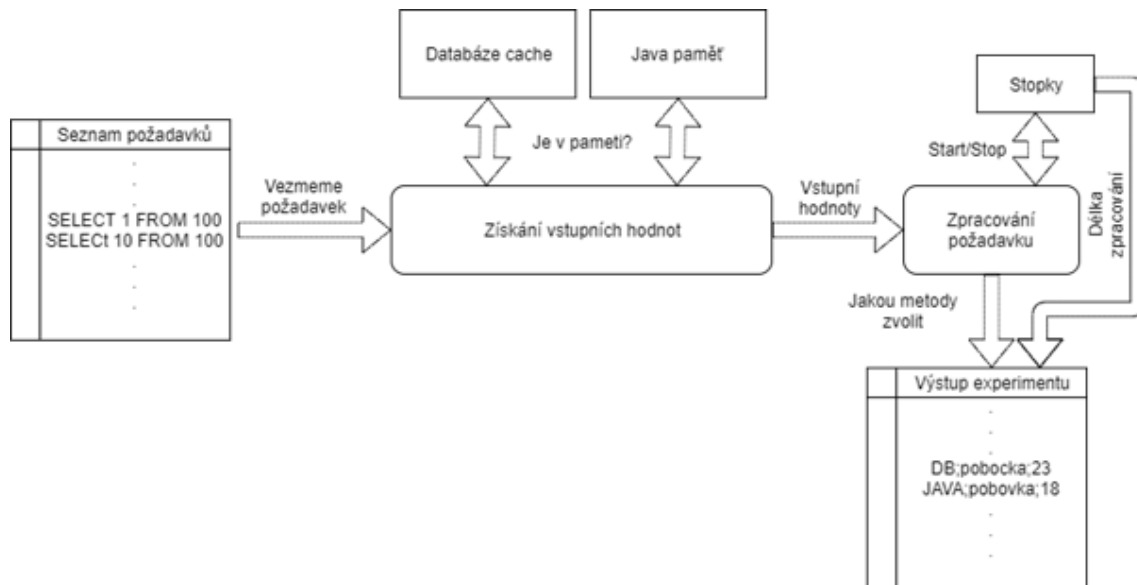 Databáze cache
Java paměť
Stopky
Seznam požadavků
Je v pameti?
Start/Stop
Délka
zpracování
Vezmeme
požadavek
Vstupní
hodnoty
SELECT 1 FROM 100
SELECt 10 FROM 100
Získání vstupních hodnot
Zpracování
požadavku
Jakou metody
zvolit
Výstup experimentu
DB;pobocka;23
JAVA;pobovka;18